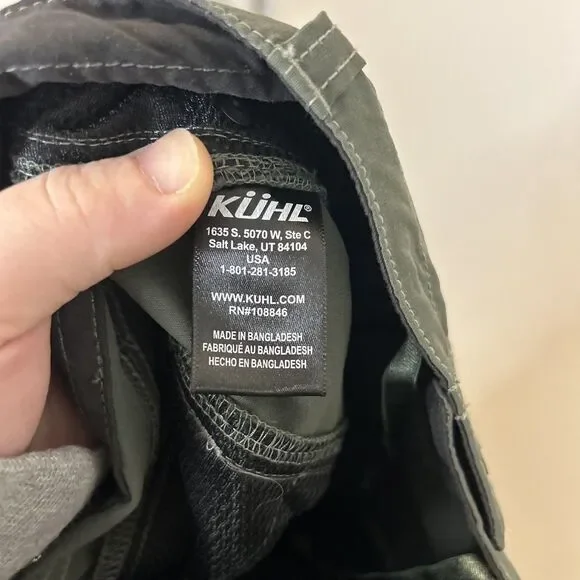 KÜHL®
1635 S. 5070 W, Ste C
Salt Lake, UT 84104
USA
1-801-281-3185
WWW.KUHL.COM
RN#108846
MADE IN BANGLADESH
FABRIQUÉ AU BANGLADESH
HECHO EN BANGLADESH